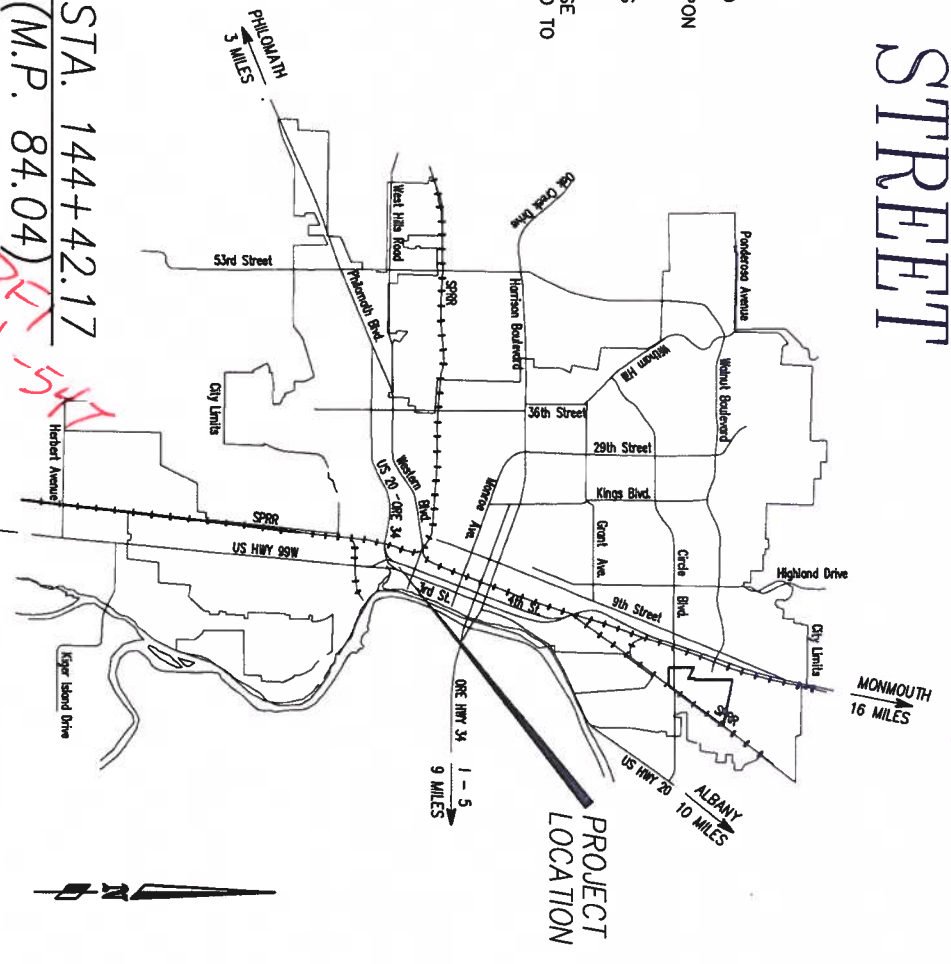 STREET
PON
S
SE
D TO
PHILOMATH
3 MILES
STA. 144+42.17
(M.P. 84.04)
-547
Oak Creek Drive
West Hills Road
53rd Street
Philomath Blvd.
SPRR
Harrison Boulevard
Ponderosa Avenue
Witham Hill
Walnut Boulevard
City Limits
36th Street
29th Street
Kings Blvd.
Herbert Avenue
Western Blvd.
US 20 - ORE 34
Monroe Ave.
Grant Ave.
Circle Blvd.
Highland Drive
SPRR
US HWY 99W
3rd St.
4th St.
9th Street
City Limits
Kiger Island Drive
SPRR
MONMOUTH
16 MILES
ORE HWY 34
I - 5
9 MILES
US HWY 20
ALBANY
10 MILES
PROJECT
LOCATION
N